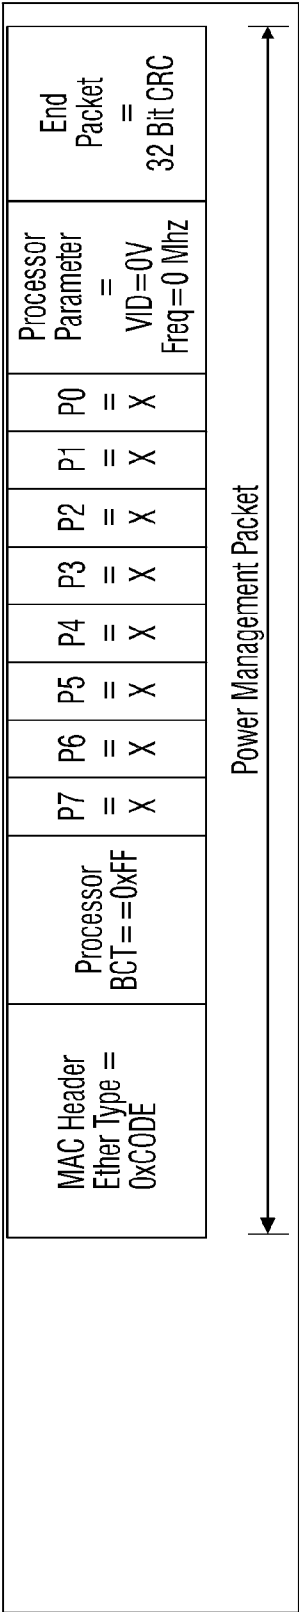 MAC Header
Ether Type =
0xCODE
Processor
BCT==0xFF
P7
=
X
P6
=
X
P5
=
X
P4
=
X
P3
=
X
P2
=
X
P1
=
X
P0
=
X
Processor
Parameter
=
VID=0V
Freq=0 Mhz
End
Packet
=
32 Bit CRC
Power Management Packet